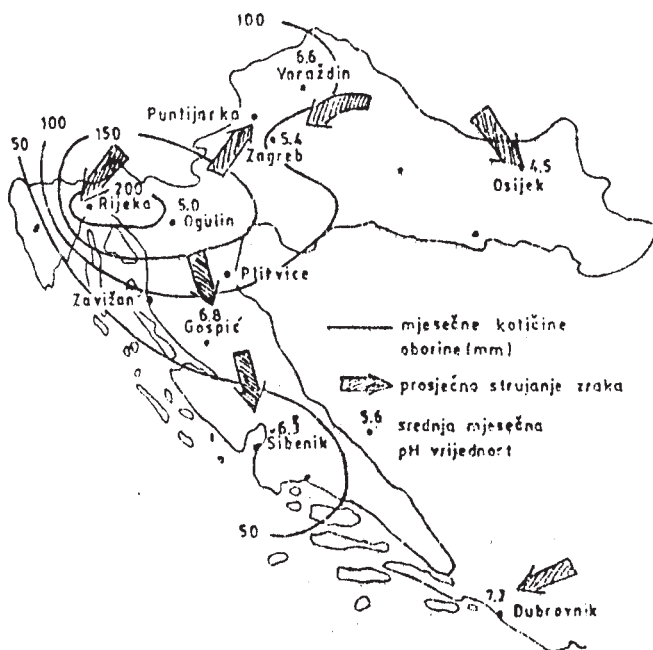 100
6.6
Varaždin
Puntijarka
5.4
Zagreb
50
100
150
200
Rijeka
5.0
Ogulin
4.5
Osijek
Plitvice
Zavižan
6.8
Gospić
mjesečne količine
oborine (mm)
prosječno strujanje zraka
5.6
srednja mjesečna
pH vrijednost
6.3
Šibenik
50
Dubrovnik